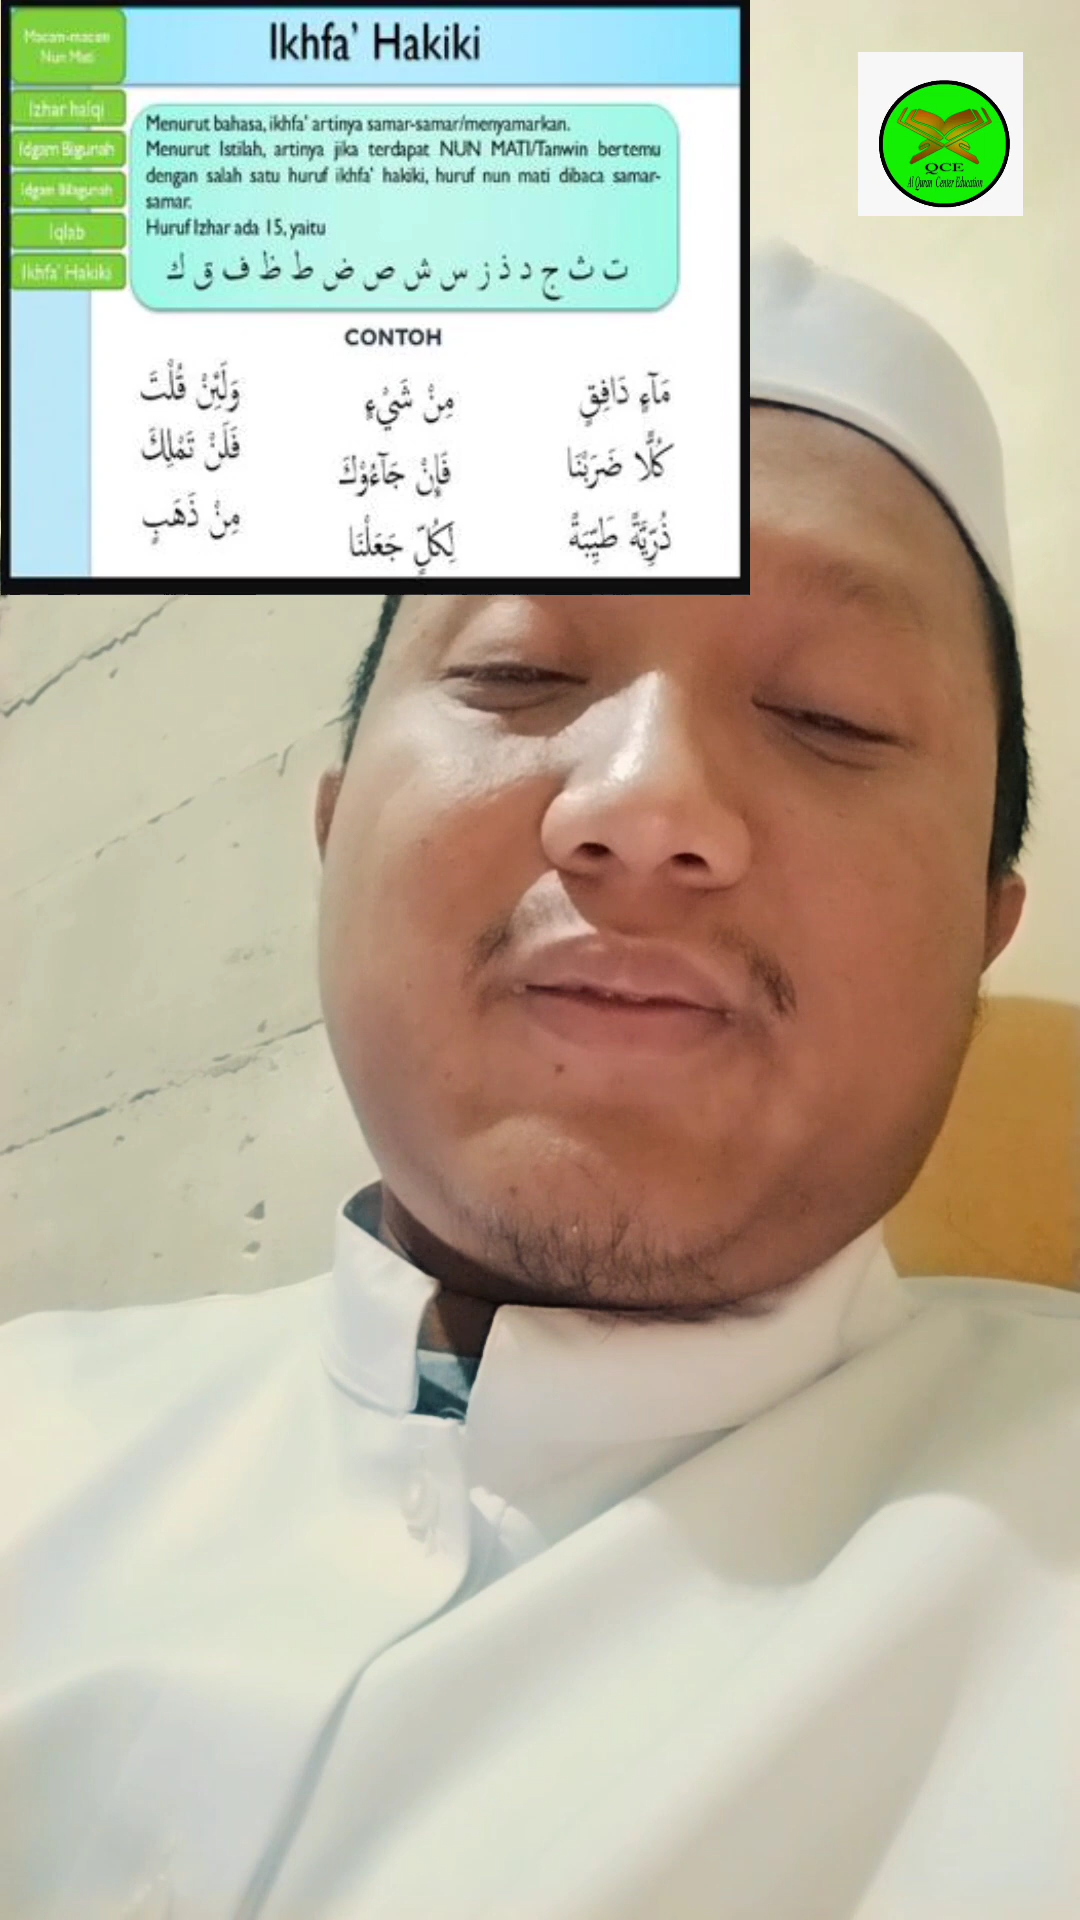 Macam-macam
Nun Mati
Izhar halqi
Idgam Bigunah
Idgam Bilagunah
Iqlab
Ikhfa' Hakiki
Ikhfa' Hakiki
Menurut bahasa, ikhfa' artinya samar-samar/menyamarkan.
Menurut Istilah, artinya jika terdapat NUN MATI/Tanwin bertemu
dengan salah satu huruf ikhfa' hakiki, huruf nun mati dibaca samar-
samar.
Huruf Izhar ada 15, yaitu
ت ث ج د ذ ز س ش ص ض ط ظ ف ق ك
CONTOH
مَآءٍ دَافِقٍ مِنْ شَيْءٍ وَلَئِنْ قُلْتَ
كُلًّا ضَرَبْنَا فَإِنْ جَآءُوْكَ فَلَنْ تَمْلِكَ
ذُرِّيَّةً طَيِّبَةً لِكُلٍّ جَعَلْنَا مِنْ ذَهَبٍ
QCE
Al Quran Center Education